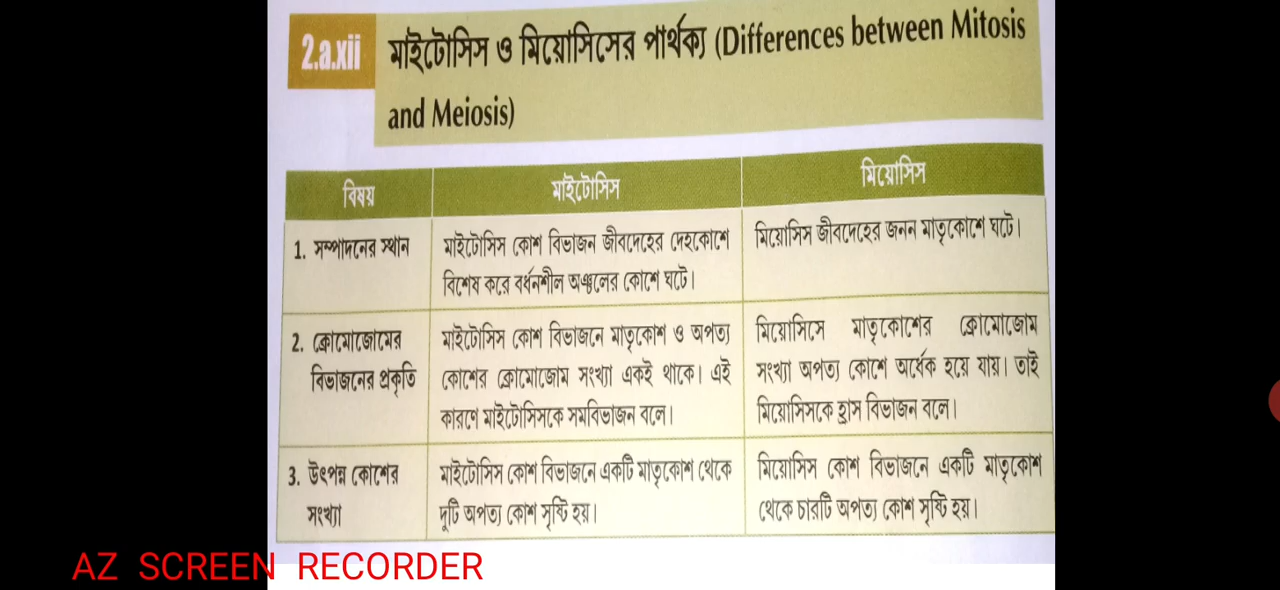 2.a.xii
মাইটোসিস ও মিয়োসিসের পার্থক্য (Differences between Mitosis
and Meiosis)
বিষয়
মাইটোসিস
মিয়োসিস
1. সম্পাদনের স্থান
মাইটোসিস কোশ বিভাজন জীবদেহের দেহকোশে
বিশেষ করে বর্ধনশীল অঞ্চলের কোশে ঘটে।
মিয়োসিস জীবদেহের জনন মাতৃকোশে ঘটে।
2. ক্রোমোজোমের
বিভাজনের প্রকৃতি
মাইটোসিস কোশ বিভাজনে মাতৃকোশ ও অপত্য
কোশের ক্রোমোজোম সংখ্যা একই থাকে। এই
কারণে মাইটোসিসকে সমবিভাজন বলে।
মিয়োসিসে মাতৃকোশের ক্রোমোজোম
সংখ্যা অপত্য কোশে অর্ধেক হয়ে যায়। তাই
মিয়োসিসকে হ্রাস বিভাজন বলে।
3. উৎপন্ন কোশের
সংখ্যা
মাইটোসিস কোশ বিভাজনে একটি মাতৃকোশ থেকে
দুটি অপত্য কোশ সৃষ্টি হয়।
মিয়োসিস কোশ বিভাজনে একটি মাতৃকোশ
থেকে চারটি অপত্য কোশ সৃষ্টি হয়।
AZ SCREEN RECORDER